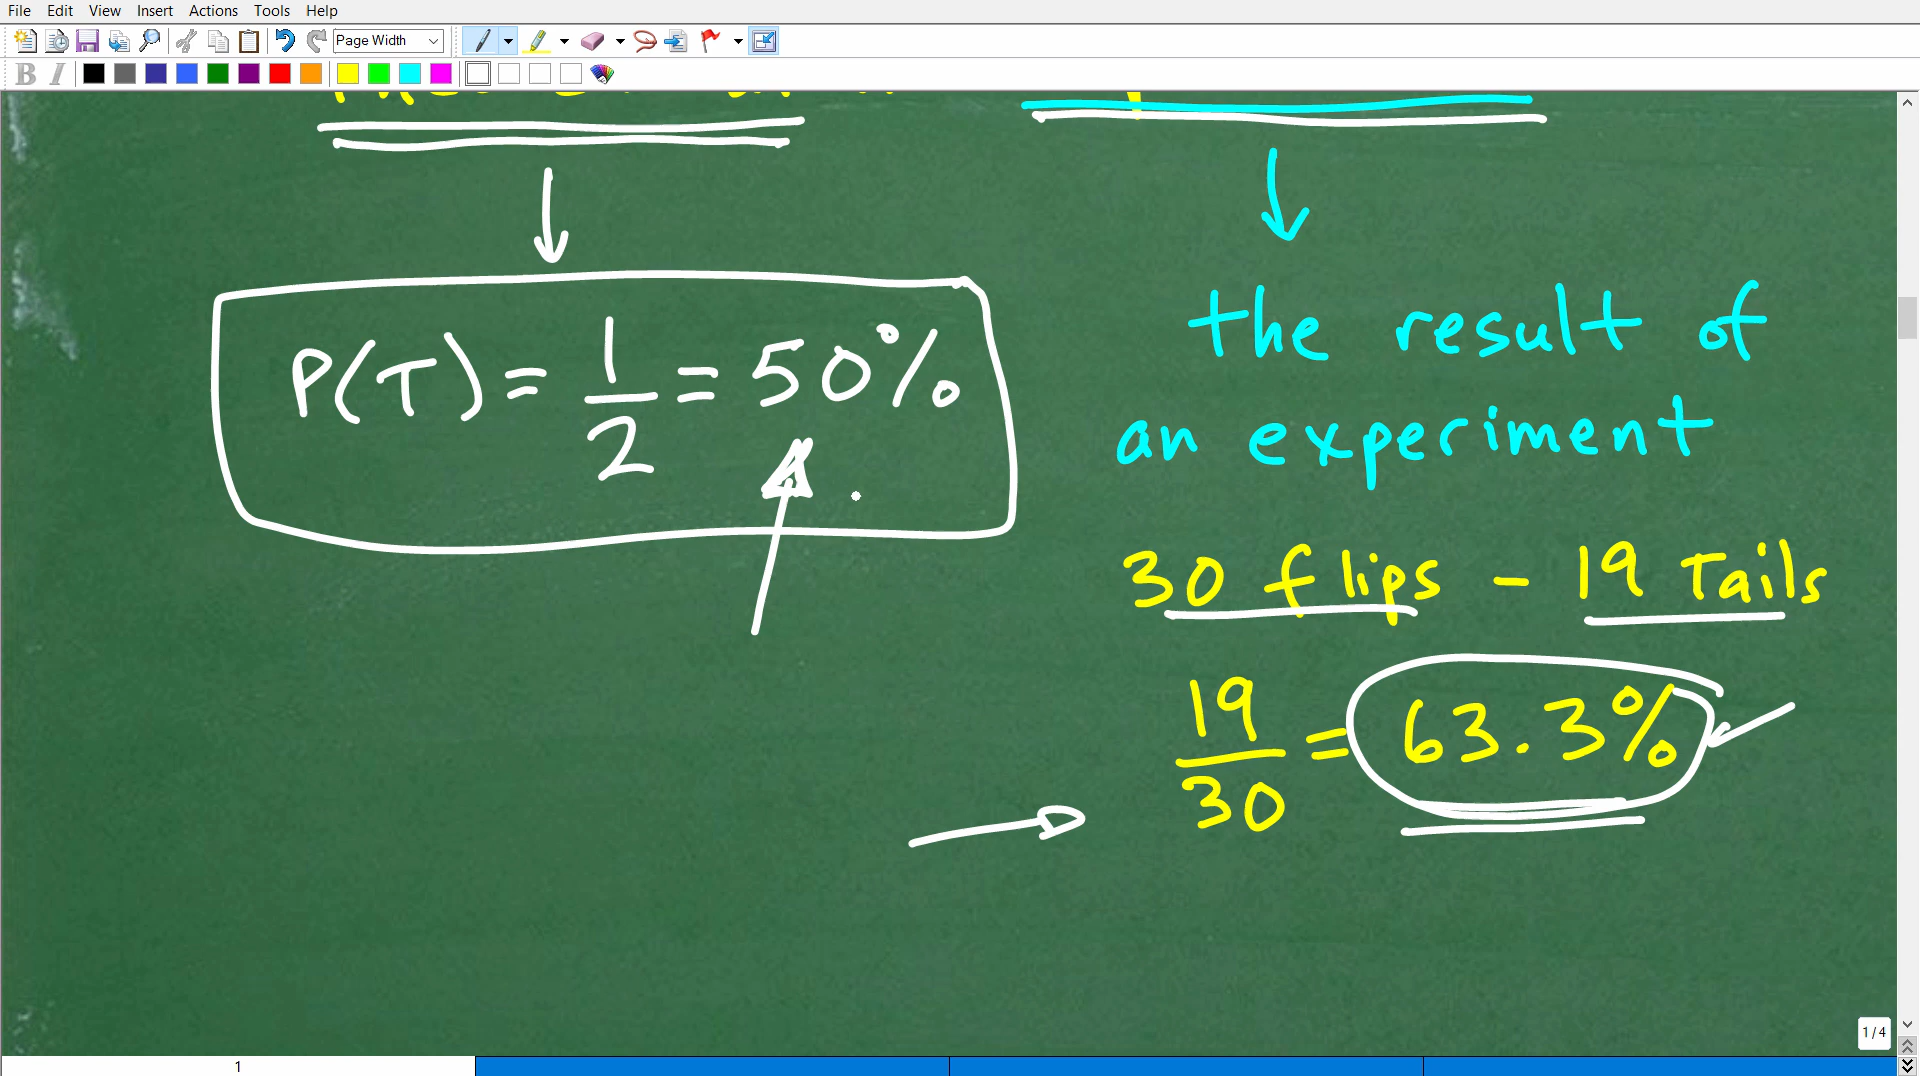 File Edit View Insert Actions Tools Help
Page Width
B I
P(T) = 1/2 = 50%
the result of
an experiment
30 flips - 19 Tails
19/30 = 63.3%
1 / 4
1